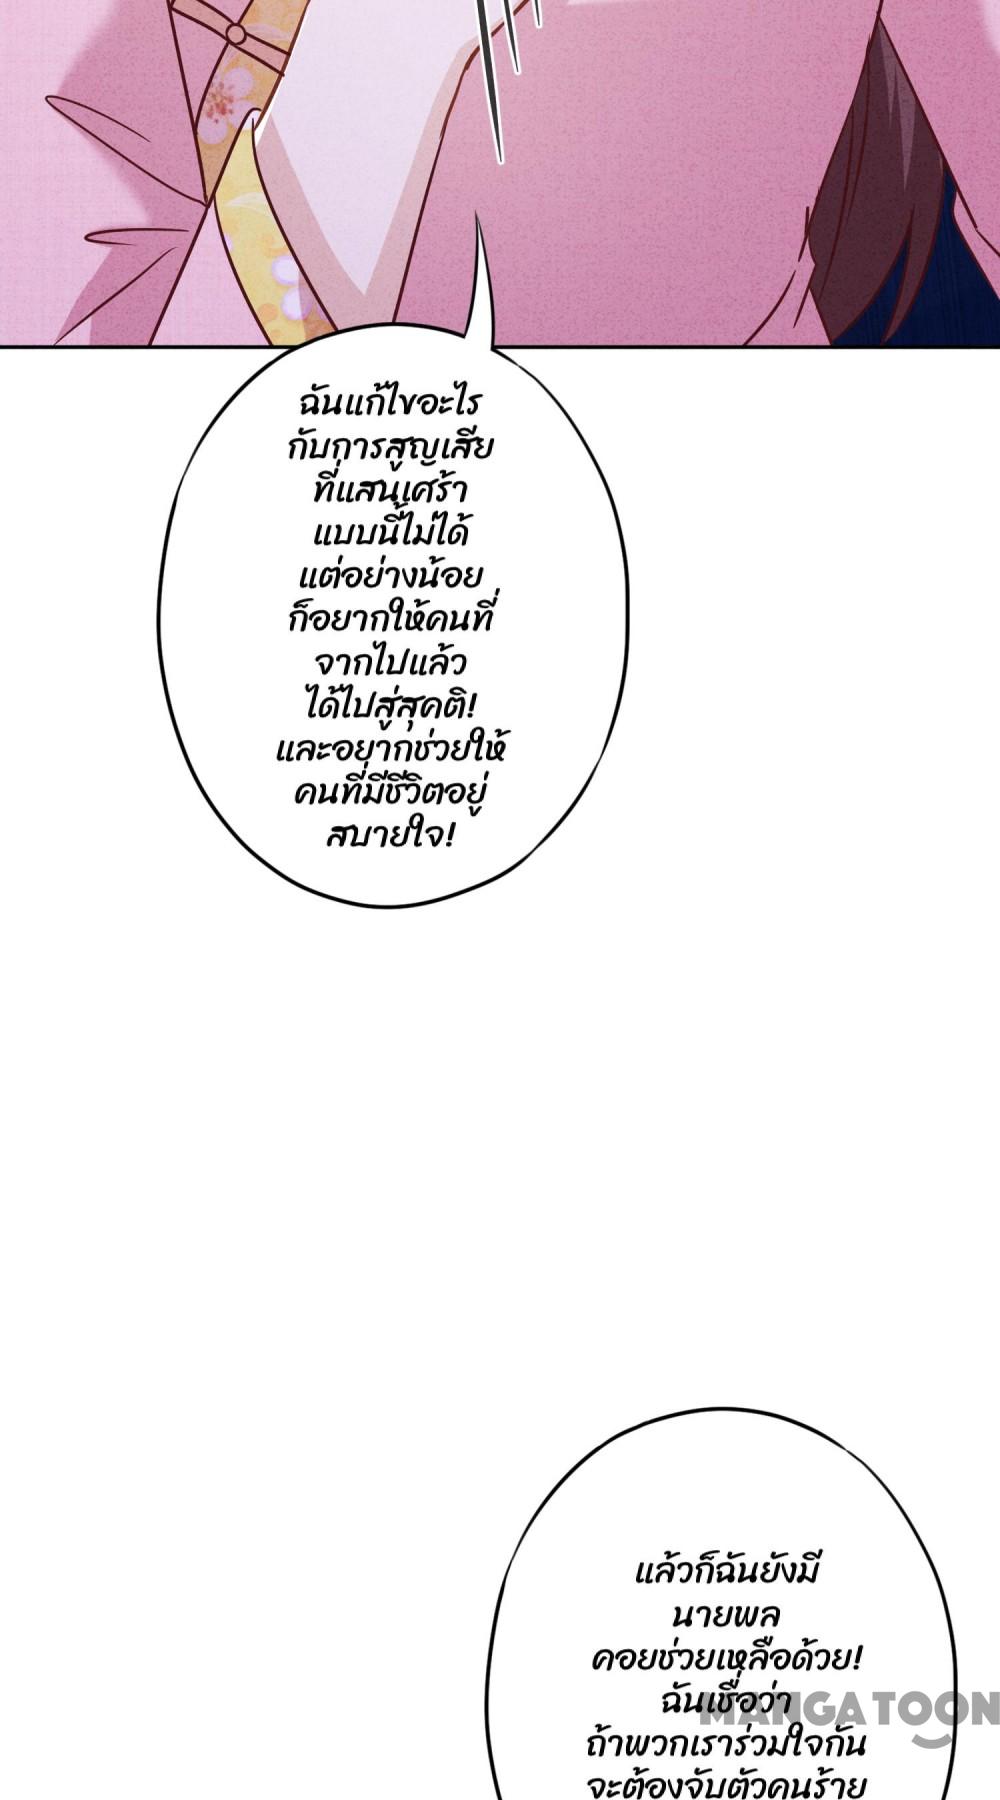 ฉันแก้ไขอะไร
กับการสูญเสีย
ที่แสนเศร้า
แบบนี้ไม่ได้
แต่อย่างน้อย
ก็อยากให้คนที่
จากไปแล้ว
ได้ไปสู่สุคติ!
และอยากช่วยให้
คนที่มีชีวิตอยู่
สบายใจ!
แล้วก็ฉันยังมี
นายพล
คอยช่วยเหลือด้วย!
ฉันเชื่อว่า
MANGATOON
ถ้าพวกเราร่วมใจกัน
จะต้องจับตัวคนร้าย